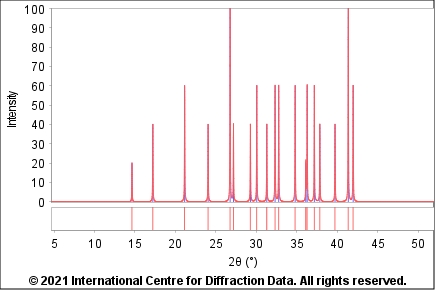 100
90
80
70
60
50
40
30
20
10
0
Intensity
5 10 15 20 25 30 35 40 45 50
2θ (°)
© 2021 International Centre for Diffraction Data. All rights reserved.